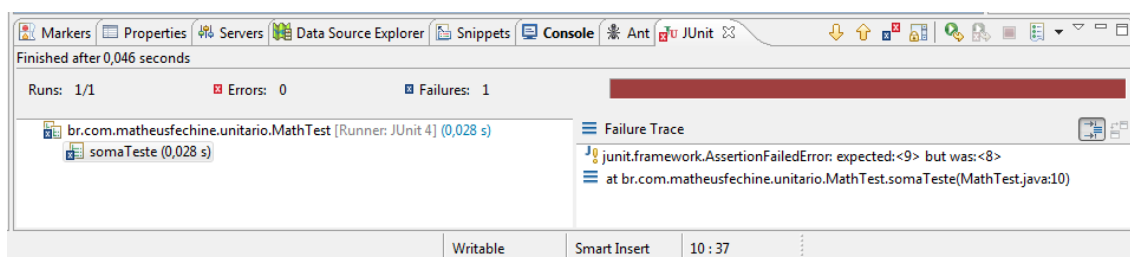 Markers Properties Servers Data Source Explorer Snippets Console Ant JUnit
Finished after 0,046 seconds
Runs: 1/1 Errors: 0 Failures: 1
br.com.matheusfechine.unitario.MathTest [Runner: JUnit 4] (0,028 s)
somaTeste (0,028 s)
Failure Trace
junit.framework.AssertionFailedError: expected:<9> but was:<8>
at br.com.matheusfechine.unitario.MathTest.somaTeste(MathTest.java:10)
Writable Smart Insert 10 : 37